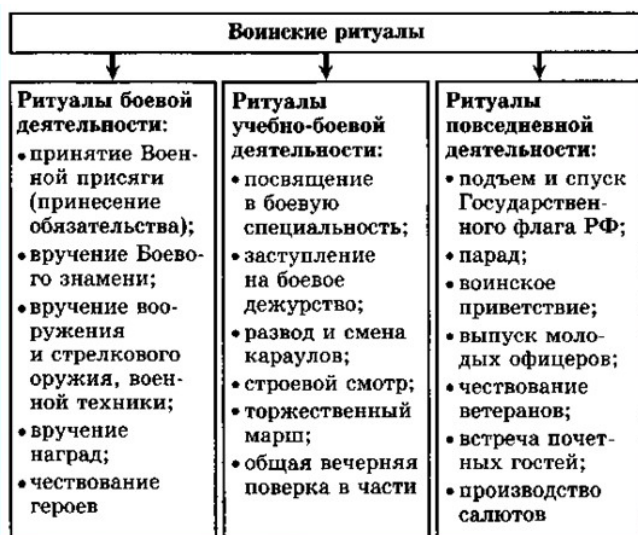 Воинские ритуалы
Ритуалы боевой
деятельности:
• принятие Воен-
ной присяги
(принесение
обязательства);
• вручение Боево-
го знамени;
• вручение воо-
ружения
и стрелкового
оружия, воен-
ной техники;
• вручение
наград;
• чествование
героев
Ритуалы
учебно-боевой
деятельности:
• посвящение
в боевую
специальность;
• заступление
на боевое
дежурство;
• развод и смена
караулов;
• строевой смотр;
• торжественный
марш;
• общая вечерняя
поверка в части
Ритуалы
повседневной
деятельности:
• подъем и спуск
Государствен-
ного флага РФ;
• парад;
• воинское
приветствие;
• выпуск моло-
дых офицеров;
• чествование
ветеранов;
• встреча почет-
ных гостей;
• производство
салютов